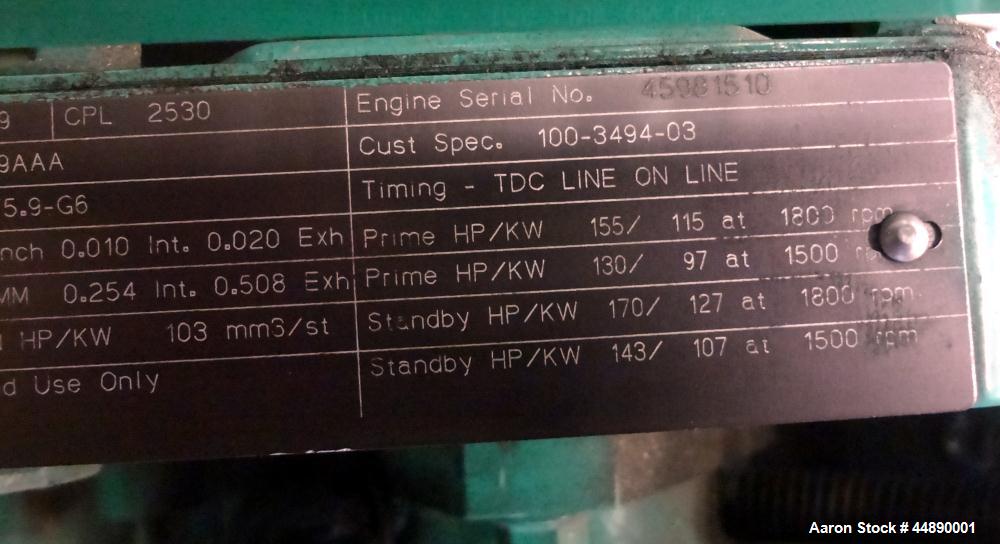 9 CPL 2530
9AAA
5.9-G6
nch 0.010 Int. 0.020 Exh
MM 0.254 Int. 0.508 Exh
HP/KW 103 mm3/st
d Use Only
Engine Serial No. 45981510
Cust Spec. 100-3494-03
Timing - TDC LINE ON LINE
Prime HP/KW 155/ 115 at 1800 rpm
Prime HP/KW 130/ 97 at 1500
Standby HP/KW 170/ 127 at 1800 rpm
Standby HP/KW 143/ 107 at 1500 rpm
Aaron Stock # 44890001